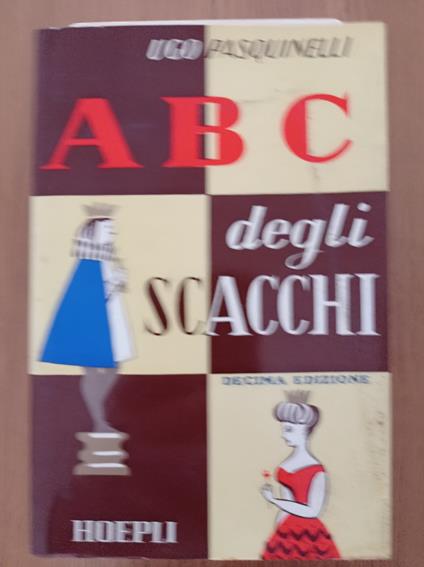 UGO PASQUINELLI
ABC
degli
SCACCHI
DECIMA EDIZIONE
HOEPLI